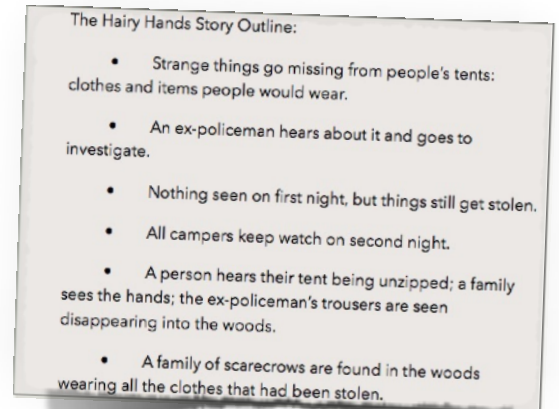 The Hairy Hands Story Outline:
• Strange things go missing from people's tents:
clothes and items people would wear.
• An ex-policeman hears about it and goes to
investigate.
• Nothing seen on first night, but things still get stolen.
• All campers keep watch on second night.
• A person hears their tent being unzipped; a family
sees the hands; the ex-policeman's trousers are seen
disappearing into the woods.
• A family of scarecrows are found in the woods
wearing all the clothes that had been stolen.